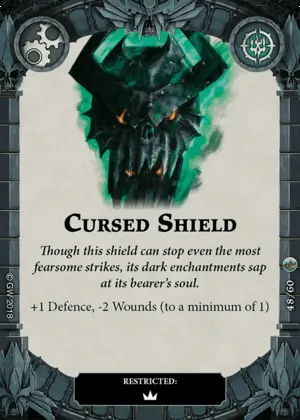 CURSED SHIELD
Though this shield can stop even the most
fearsome strikes, its dark enchantments sap
at its bearer's soul.
+1 Defence, -2 Wounds (to a minimum of 1)
© GW 2018
48/60
RESTRICTED: